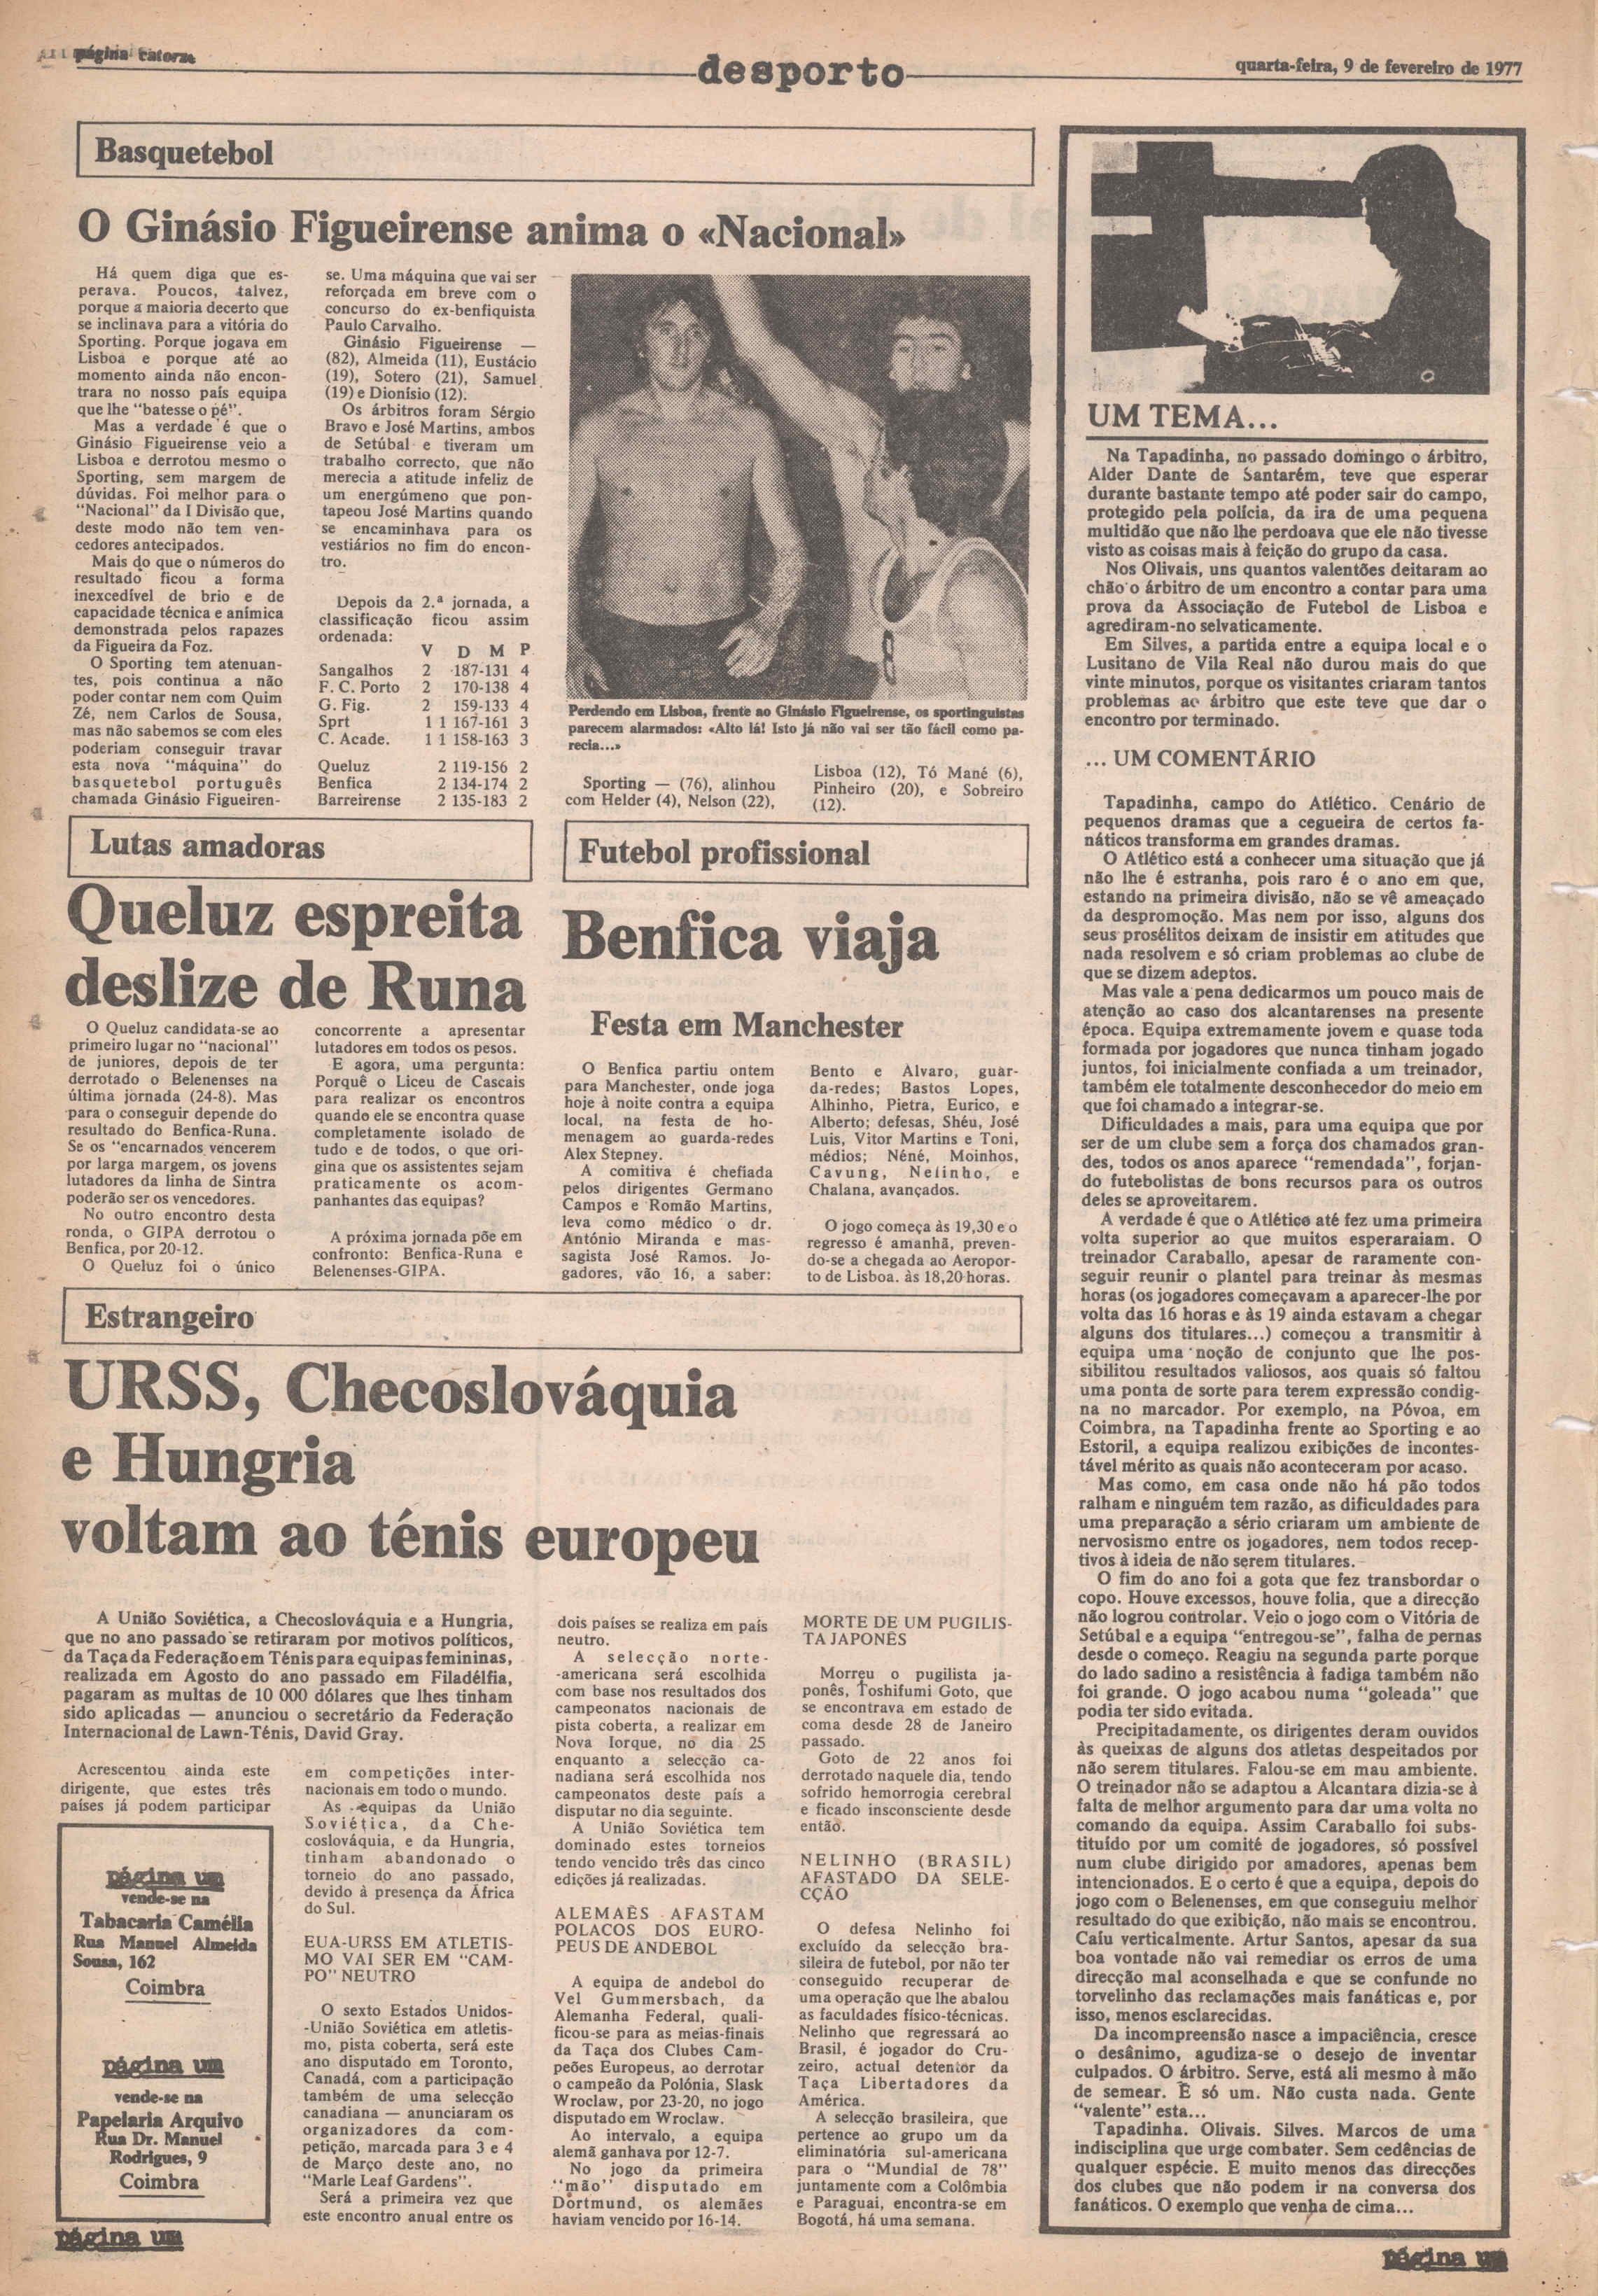 página catorze
desporto
quarta-feira, 9 de fevereiro de 1977
Basquetebol
O Ginásio Figueirense anima o «Nacional»
Há quem diga que es-
perava. Poucos, talvez,
porque a maioria decerto que
se inclinava para a vitória do
Sporting. Porque jogava em
Lisboa e porque até ao
momento ainda não encon-
trara no nosso país equipa
que lhe "batesse o pé".
Mas a verdade é que o
Ginásio Figueirense veio a
Lisboa e derrotou mesmo o
Sporting, sem margem de
dúvidas. Foi melhor para o
"Nacional" da I Divisão que,
deste modo não tem ven-
cedores antecipados.
Mais do que o números do
resultado ficou a forma
inexcedível de brio e de
capacidade técnica e anímica
demonstrada pelos rapazes
da Figueira da Foz.
O Sporting tem atenuan-
tes, pois continua a não
poder contar nem com Quim
Zé, nem Carlos de Sousa,
mas não sabemos se com eles
poderiam conseguir travar
esta nova "máquina" do
basquetebol português
chamada Ginásio Figueiren-
se. Uma máquina que vai ser
reforçada em breve com o
concurso do ex-benfiquista
Paulo Carvalho.
Ginásio Figueirense —
(82), Almeida (11), Eustácio
(19), Sotero (21), Samuel
(19) e Dionísio (12).
Os árbitros foram Sérgio
Bravo e José Martins, ambos
de Setúbal e tiveram um
trabalho correcto, que não
merecia a atitude infeliz de
um energúmeno que pon-
tapeou José Martins quando
se encaminhava para os
vestiários no fim do encon-
tro.
Depois da 2.ª jornada, a
classificação ficou assim
ordenada:
V D M P
Sangalhos 2 187-131 4
F. C. Porto 2 170-138 4
G. Fig. 2 159-133 4
Sprt 1 1 167-161 3
C. Acade. 1 1 158-163 3
Queluz 2 119-156 2
Benfica 2 134-174 2
Barreirense 2 135-183 2
Perdendo em Lisboa, frente ao Ginásio Figueirense, os sportinguistas
parecem alarmados: «Alto lá! Isto já não vai ser tão fácil como pa-
recia...»
Sporting — (76), alinhou
com Helder (4), Nelson (22),
Lisboa (12), Tó Mané (6),
Pinheiro (20), e Sobreiro
(12).
Lutas amadoras
Queluz espreita
deslize de Runa
O Queluz candidata-se ao
primeiro lugar no "nacional"
de juniores, depois de ter
derrotado o Belenenses na
última jornada (24-8). Mas
para o conseguir depende do
resultado do Benfica-Runa.
Se os "encarnados vencerem
por larga margem, os jovens
lutadores da linha de Sintra
poderão ser os vencedores.
No outro encontro desta
ronda, o GIPA derrotou o
Benfica, por 20-12.
O Queluz foi o único
concorrente a apresentar
lutadores em todos os pesos.
E agora, uma pergunta:
Porquê o Liceu de Cascais
para realizar os encontros
quando ele se encontra quase
completamente isolado de
tudo e de todos, o que ori-
gina que os assistentes sejam
praticamente os acom-
panhantes das equipas?
A próxima jornada põe em
confronto: Benfica-Runa e
Belenenses-GIPA.
Futebol profissional
Benfica viaja
Festa em Manchester
O Benfica partiu ontem
para Manchester, onde joga
hoje à noite contra a equipa
local, na festa de ho-
menagem ao guarda-redes
Alex Stepney.
A comitiva é chefiada
pelos dirigentes Germano
Campos e Romão Martins,
leva como médico o dr.
António Miranda e mas-
sagista José Ramos. Jo-
gadores, vão 16, a saber:
Bento e Alvaro, guar-
da-redes; Bastos Lopes,
Alhinho, Pietra, Eurico, e
Alberto; defesas, Shéu, José
Luis, Vitor Martins e Toni,
médios; Néné, Moinhos,
Cavung, Nelinho, e
Chalana, avançados.
O jogo começa às 19,30 e o
regresso é amanhã, preven-
do-se a chegada ao Aeropor-
to de Lisboa. às 18,20 horas.
Estrangeiro
URSS, Checoslováquia
e Hungria
voltam ao ténis europeu
A União Soviética, a Checoslováquia e a Hungria,
que no ano passado se retiraram por motivos políticos,
da Taça da Federação em Ténis para equipas femininas,
realizada em Agosto do ano passado em Filadélfia,
pagaram as multas de 10 000 dólares que lhes tinham
sido aplicadas — anunciou o secretário da Federação
Internacional de Lawn-Ténis, David Gray.
Acrescentou ainda este
dirigente, que estes três
países já podem participar
em competições inter-
nacionais em todo o mundo.
As equipas da União
Soviética, da Che-
coslováquia, e da Hungria,
tinham abandonado o
torneio do ano passado,
devido à presença da África
do Sul.
EUA-URSS EM ATLETIS-
MO VAI SER EM "CAM-
PO" NEUTRO
O sexto Estados Unidos-
-União Soviética em atletis-
mo, pista coberta, será este
ano disputado em Toronto,
Canadá, com a participação
também de uma selecção
canadiana — anunciaram os
organizadores da com-
petição, marcada para 3 e 4
de Março deste ano, no
"Marle Leaf Gardens".
Será a primeira vez que
este encontro anual entre os
dois países se realiza em país
neutro.
A selecção norte-
-americana será escolhida
com base nos resultados dos
campeonatos nacionais de
pista coberta, a realizar em
Nova Iorque, no dia 25
enquanto a selecção ca-
nadiana será escolhida nos
campeonatos deste país a
disputar no dia seguinte.
A União Soviética tem
dominado estes torneios
tendo vencido três das cinco
edições já realizadas.
ALEMAẼS AFASTAM
POLACOS DOS EURO-
PEUS DE ANDEBOL
A equipa de andebol do
Vel Gummersbach, da
Alemanha Federal, quali-
ficou-se para as meias-finais
da Taça dos Clubes Cam-
peões Europeus, ao derrotar
o campeão da Polónia, Slask
Wroclaw, por 23-20, no jogo
disputado em Wroclaw.
Ao intervalo, a equipa
alemã ganhava por 12-7.
No jogo da primeira
"mão" disputado em
Dortmund, os alemães
haviam vencido por 16-14.
MORTE DE UM PUGILIS-
TA JAPONÊS
Morreu o pugilista ja-
ponês, Toshifumi Goto, que
se encontrava em estado de
coma desde 28 de Janeiro
passado.
Goto de 22 anos foi
derrotado naquele dia, tendo
sofrido hemorrogia cerebral
e ficado insconsciente desde
então.
NELINHO (BRASIL)
AFASTADO DA SELE-
CÇÃO
O defesa Nelinho foi
excluído da selecção bra-
sileira de futebol, por não ter
conseguido recuperar de
uma operação que lhe abalou
as faculdades físico-técnicas.
Nelinho que regressará ao
Brasil, é jogador do Cru-
zeiro, actual detentor da
Taça Libertadores da
América.
A selecção brasileira, que
pertence ao grupo um da
eliminatória sul-americana
para o "Mundial de 78"
juntamente com a Colômbia
e Paraguai, encontra-se em
Bogotá, há uma semana.
página um
vende-se na
Tabacaria Camélia
Rua Manuel Almeida
Sousa, 162
Coimbra
página um
vende-se na
Papelaria Arquivo
Rua Dr. Manuel
Rodrigues, 9
Coimbra
página um
UM TEMA...
Na Tapadinha, no passado domingo o árbitro,
Alder Dante de Santarém, teve que esperar
durante bastante tempo até poder sair do campo,
protegido pela polícia, da ira de uma pequena
multidão que não lhe perdoava que ele não tivesse
visto as coisas mais à feição do grupo da casa.
Nos Olivais, uns quantos valentões deitaram ao
chão o árbitro de um encontro a contar para uma
prova da Associação de Futebol de Lisboa e
agrediram-no selvaticamente.
Em Silves, a partida entre a equipa local e o
Lusitano de Vila Real não durou mais do que
vinte minutos, porque os visitantes criaram tantos
problemas ao árbitro que este teve que dar o
encontro por terminado.
... UM COMENTÁRIO
Tapadinha, campo do Atlético. Cenário de
pequenos dramas que a cegueira de certos fa-
náticos transforma em grandes dramas.
O Atlético está a conhecer uma situação que já
não lhe é estranha, pois raro é o ano em que,
estando na primeira divisão, não se vê ameaçado
da despromoção. Mas nem por isso, alguns dos
seus prosélitos deixam de insistir em atitudes que
nada resolvem e só criam problemas ao clube de
que se dizem adeptos.
Mas vale a pena dedicarmos um pouco mais de
atenção ao caso dos alcantarenses na presente
época. Equipa extremamente jovem e quase toda
formada por jogadores que nunca tinham jogado
juntos, foi inicialmente confiada a um treinador,
também ele totalmente desconhecedor do meio em
que foi chamado a integrar-se.
Dificuldades a mais, para uma equipa que por
ser de um clube sem a força dos chamados gran-
des, todos os anos aparece "remendada", forjan-
do futebolistas de bons recursos para os outros
deles se aproveitarem.
A verdade é que o Atlético até fez uma primeira
volta superior ao que muitos esperaraiam. O
treinador Caraballo, apesar de raramente con-
seguir reunir o plantel para treinar às mesmas
horas (os jogadores começavam a aparecer-lhe por
volta das 16 horas e às 19 ainda estavam a chegar
alguns dos titulares...) começou a transmitir à
equipa uma noção de conjunto que lhe pos-
sibilitou resultados valiosos, aos quais só faltou
uma ponta de sorte para terem expressão condig-
na no marcador. Por exemplo, na Póvoa, em
Coimbra, na Tapadinha frente ao Sporting e ao
Estoril, a equipa realizou exibições de incontes-
tável mérito as quais não aconteceram por acaso.
Mas como, em casa onde não há pão todos
ralham e ninguém tem razão, as dificuldades para
uma preparação a sério criaram um ambiente de
nervosismo entre os jogadores, nem todos recep-
tivos à ideia de não serem titulares.
O fim do ano foi a gota que fez transbordar o
copo. Houve excessos, houve folia, que a direcção
não logrou controlar. Veio o jogo com o Vitória de
Setúbal e a equipa "entregou-se", falha de pernas
desde o começo. Reagiu na segunda parte porque
do lado sadino a resistência à fadiga também não
foi grande. O jogo acabou numa "goleada" que
podia ter sido evitada.
Precipitadamente, os dirigentes deram ouvidos
às queixas de alguns dos atletas despeitados por
não serem titulares. Falou-se em mau ambiente.
O treinador não se adaptou a Alcantara dizia-se à
falta de melhor argumento para dar uma volta no
comando da equipa. Assim Caraballo foi subs-
tituído por um comité de jogadores, só possível
num clube dirigido por amadores, apenas bem
intencionados. E o certo é que a equipa, depois do
jogo com o Belenenses, em que conseguiu melhor
resultado do que exibição, não mais se encontrou.
Caíu verticalmente. Artur Santos, apesar da sua
boa vontade não vai remediar os erros de uma
direcção mal aconselhada e que se confunde no
torvelinho das reclamações mais fanáticas e, por
isso, menos esclarecidas.
Da incompreensão nasce a impaciência, cresce
o desânimo, agudiza-se o desejo de inventar
culpados. O árbitro. Serve, está ali mesmo à mão
de semear. É só um. Não custa nada. Gente
"valente" esta...
Tapadinha. Olivais. Silves. Marcos de uma
indisciplina que urge combater. Sem cedências de
qualquer espécie. E muito menos das direcções
dos clubes que não podem ir na conversa dos
fanáticos. O exemplo que venha de cima...
página um